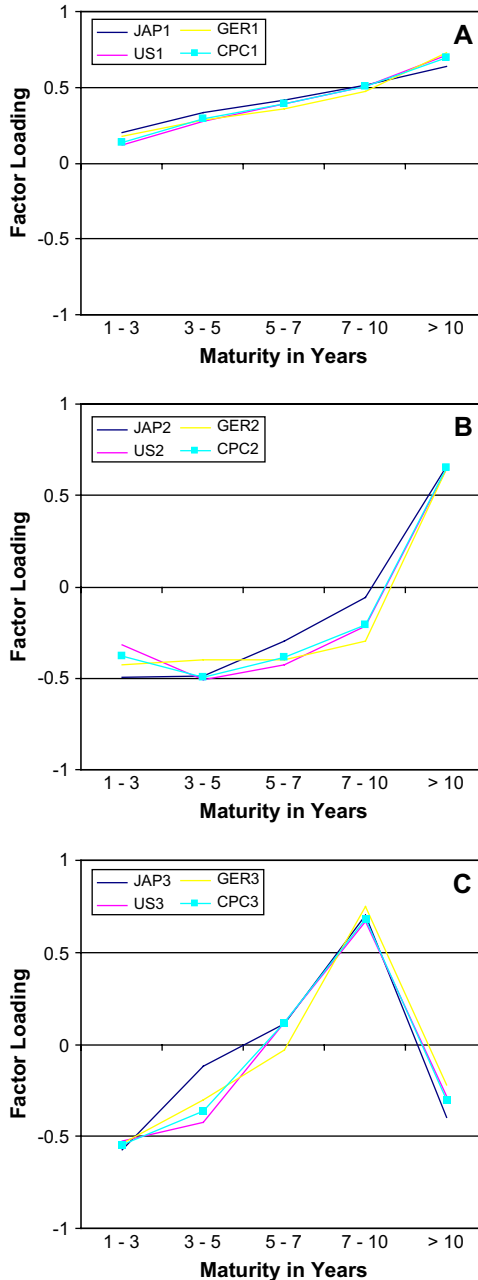 1
JAP1 GER1
US1 CPC1
A
0.5
0
-0.5
-1
Factor Loading
1 - 3 3 - 5 5 - 7 7 - 10 > 10
Maturity in Years
1
JAP2 GER2
US2 CPC2
B
0.5
0
-0.5
-1
Factor Loading
1 - 3 3 - 5 5 - 7 7 - 10 > 10
Maturity in Years
1
JAP3 GER3
US3 CPC3
C
0.5
0
-0.5
-1
Factor Loading
1 - 3 3 - 5 5 - 7 7 - 10 > 10
Maturity in Years